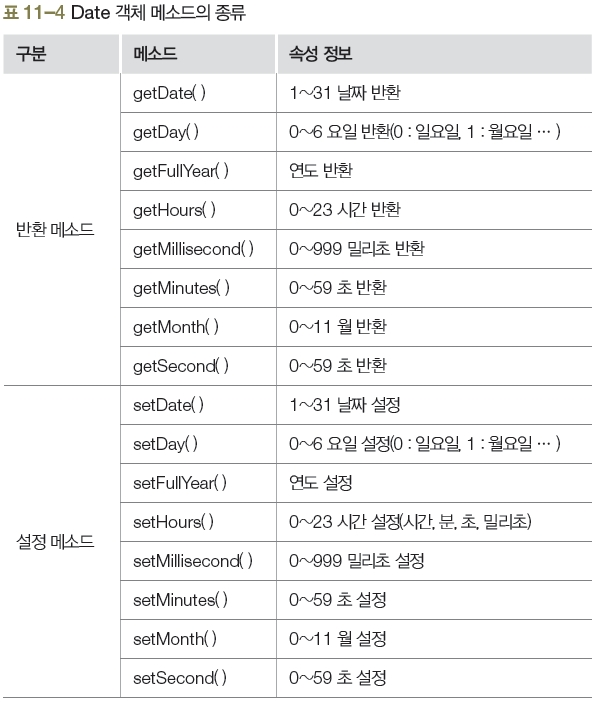 표 11-4 Date 객체 메소드의 종류
구분 메소드 속성 정보
반환 메소드
getDate( ) 1~31 날짜 반환
getDay( ) 0~6 요일 반환(0 : 일요일, 1 : 월요일 … )
getFullYear( ) 연도 반환
getHours( ) 0~23 시간 반환
getMillisecond( ) 0~999 밀리초 반환
getMinutes( ) 0~59 초 반환
getMonth( ) 0~11 월 반환
getSecond( ) 0~59 초 반환
설정 메소드
setDate( ) 1~31 날짜 설정
setDay( ) 0~6 요일 설정(0 : 일요일, 1 : 월요일 … )
setFullYear( ) 연도 설정
setHours( ) 0~23 시간 설정(시간, 분, 초, 밀리초)
setMillisecond( ) 0~999 밀리초 설정
setMinutes( ) 0~59 초 설정
setMonth( ) 0~11 월 설정
setSecond( ) 0~59 초 설정